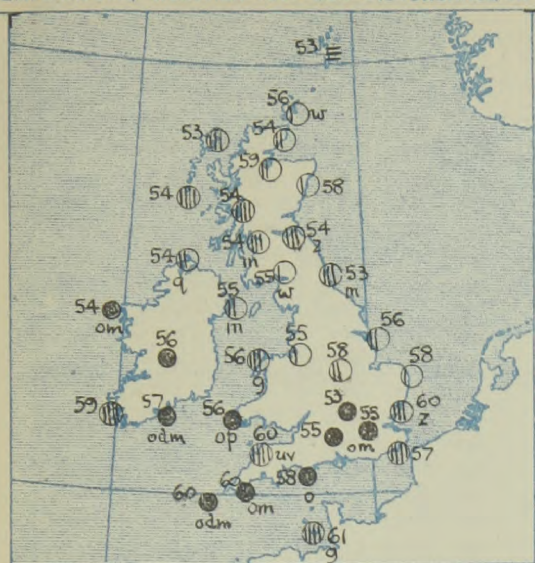 53
56 w
53 54
59
58
54 54
54 m 54 z
54 q
55 w
53 m
54 om
55 m
56
56
56 g
55
58
58
59
57 odm
56 op
53
60 z
55
55 om
60 uv
57
60 odm
60 om
58 o
61 g